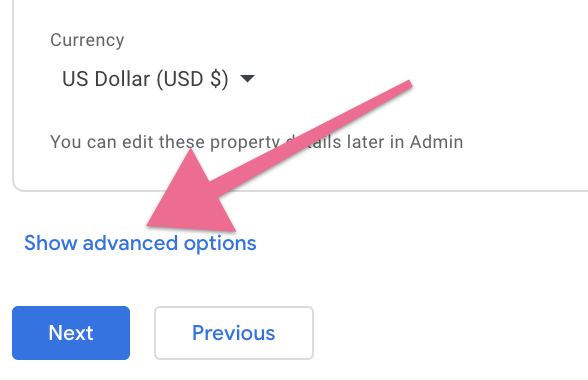 Currency
US Dollar (USD $)
You can edit these property details later in Admin
Show advanced options
Next
Previous